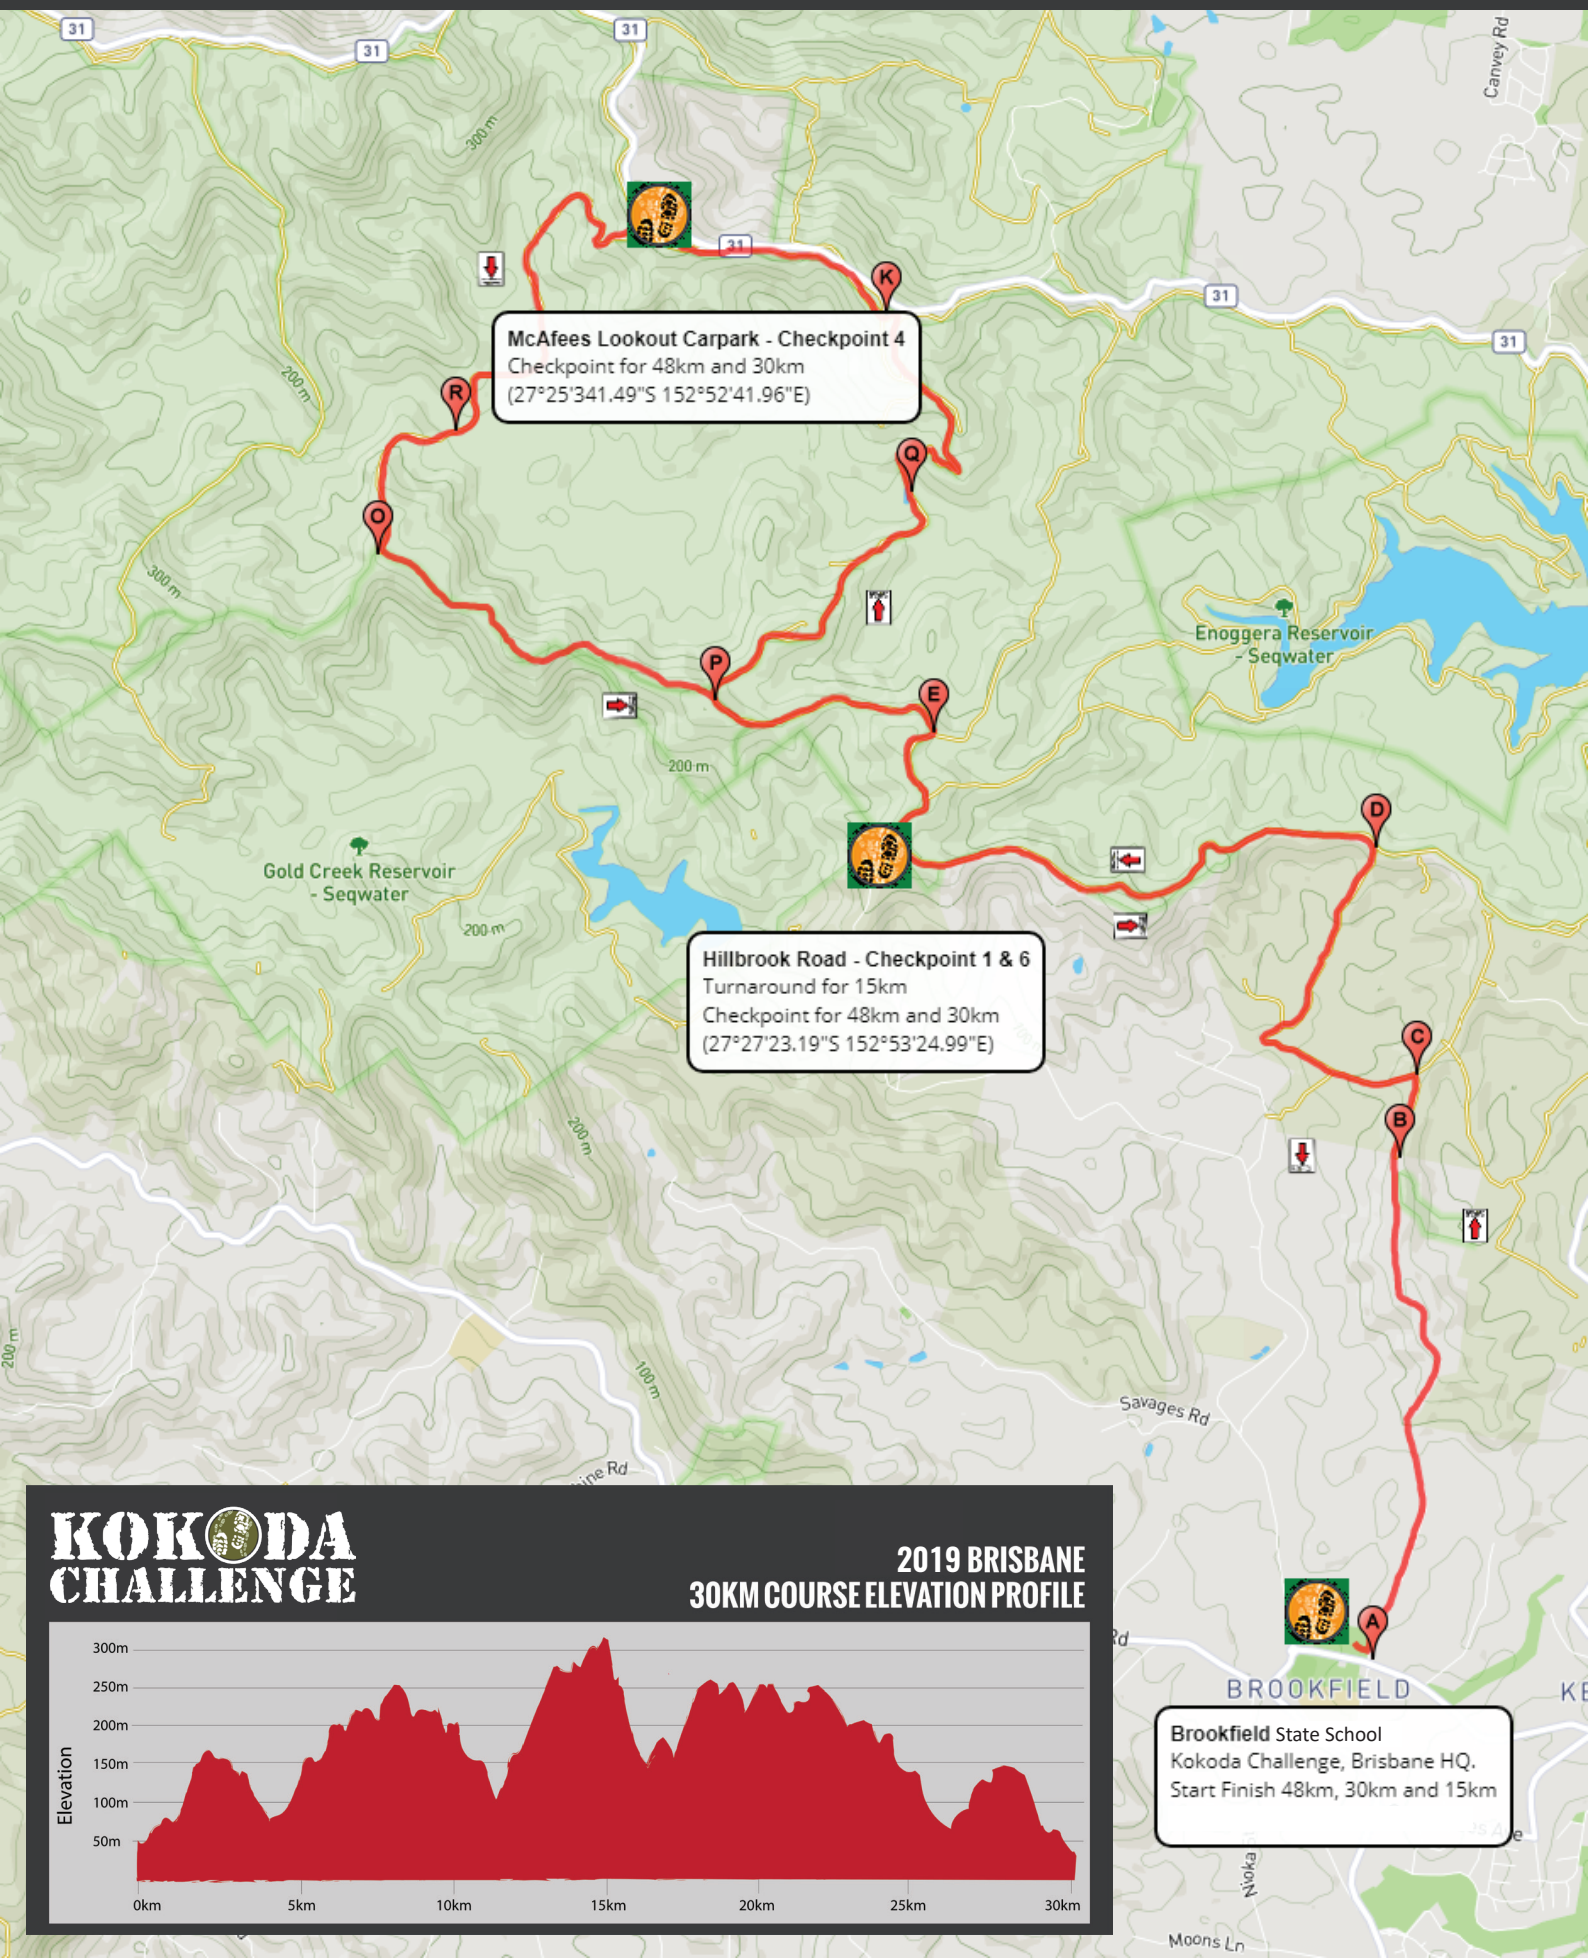 31
31
31
Canvey Rd
300 m
31
K
31
31
McAfees Lookout Carpark - Checkpoint 4
Checkpoint for 48km and 30km
(27°25'341.49"S 152°52'41.96"E)
200 m
R
Q
O
300 m
Enoggera Reservoir
- Seqwater
P
E
200 m
D
Gold Creek Reservoir
- Seqwater
200 m
Hillbrook Road - Checkpoint 1 & 6
Turnaround for 15km
Checkpoint for 48km and 30km
(27°27'23.19"S 152°53'24.99"E)
C
B
200 m
200 m
100 m
Savages Rd
ine Rd
KOKODA
CHALLENGE
2019 BRISBANE
30KM COURSE ELEVATION PROFILE
Elevation
300m
250m
200m
150m
100m
50m
0km
5km
10km
15km
20km
25km
30km
A
Rd
BROOKFIELD
KE
Brookfield State School
Kokoda Challenge, Brisbane HQ.
Start Finish 48km, 30km and 15km
Nioka
Moons Ln